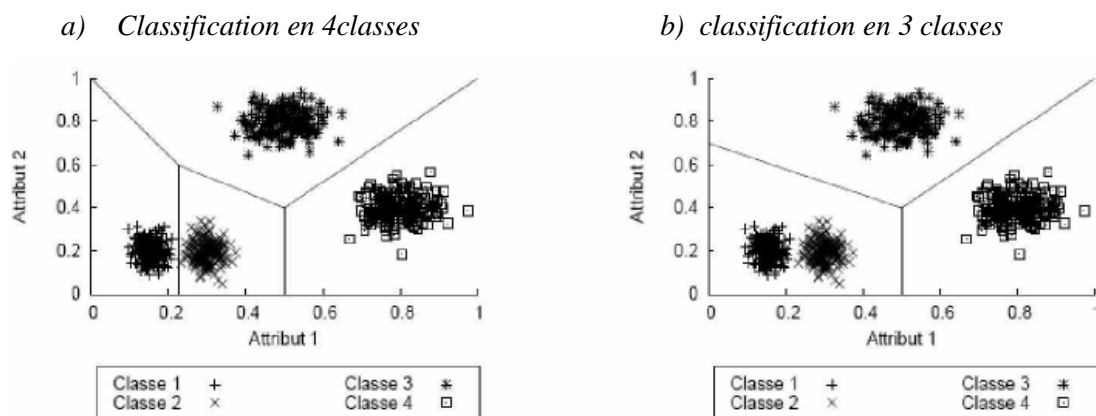 a) Classification en 4classes
b) classification en 3 classes
1
0.8
0.6
0.4
0.2
0
Attribut 2
0 0.2 0.4 0.6 0.8 1
Attribut 1
Classe 1 Classe 3
Classe 2 Classe 4
1
0.8
0.6
0.4
0.2
0
Attribut 2
0 0.2 0.4 0.6 0.8 1
Attribut 1
Classe 1 Classe 3
Classe 2 Classe 4